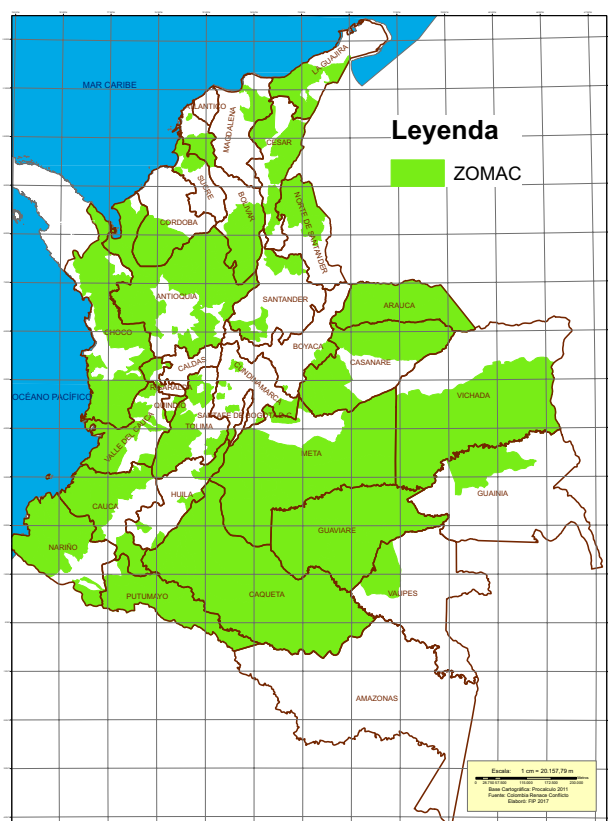 LA GUAJIRA
MAR CARIBE
ATLANTICO
MAGDALENA
Leyenda
CESAR
ZOMAC
SUCRE
BOLIVAR
NORTE DE SANTANDER
CORDOBA
ANTIOQUIA
SANTANDER
ARAUCA
CHOCO
BOYACA
CALDAS
CASANARE
CUNDINAMARCA
RISARALDA
OCÉANO PACÍFICO
VICHADA
QUINDIO
SANTAFE DE BOGOTA D.C
VALLE DEL CAUCA
TOLIMA
META
HUILA
GUAINIA
CAUCA
GUAVIARE
NARIÑO
PUTUMAYO
CAQUETA
VAUPES
AMAZONAS
Escala: 1 cm = 20.157,79 m
Base Cartográfica: Procalculo 2011
Fuente: Colombia Renace Conflicto
Elaboró: FIP 2017